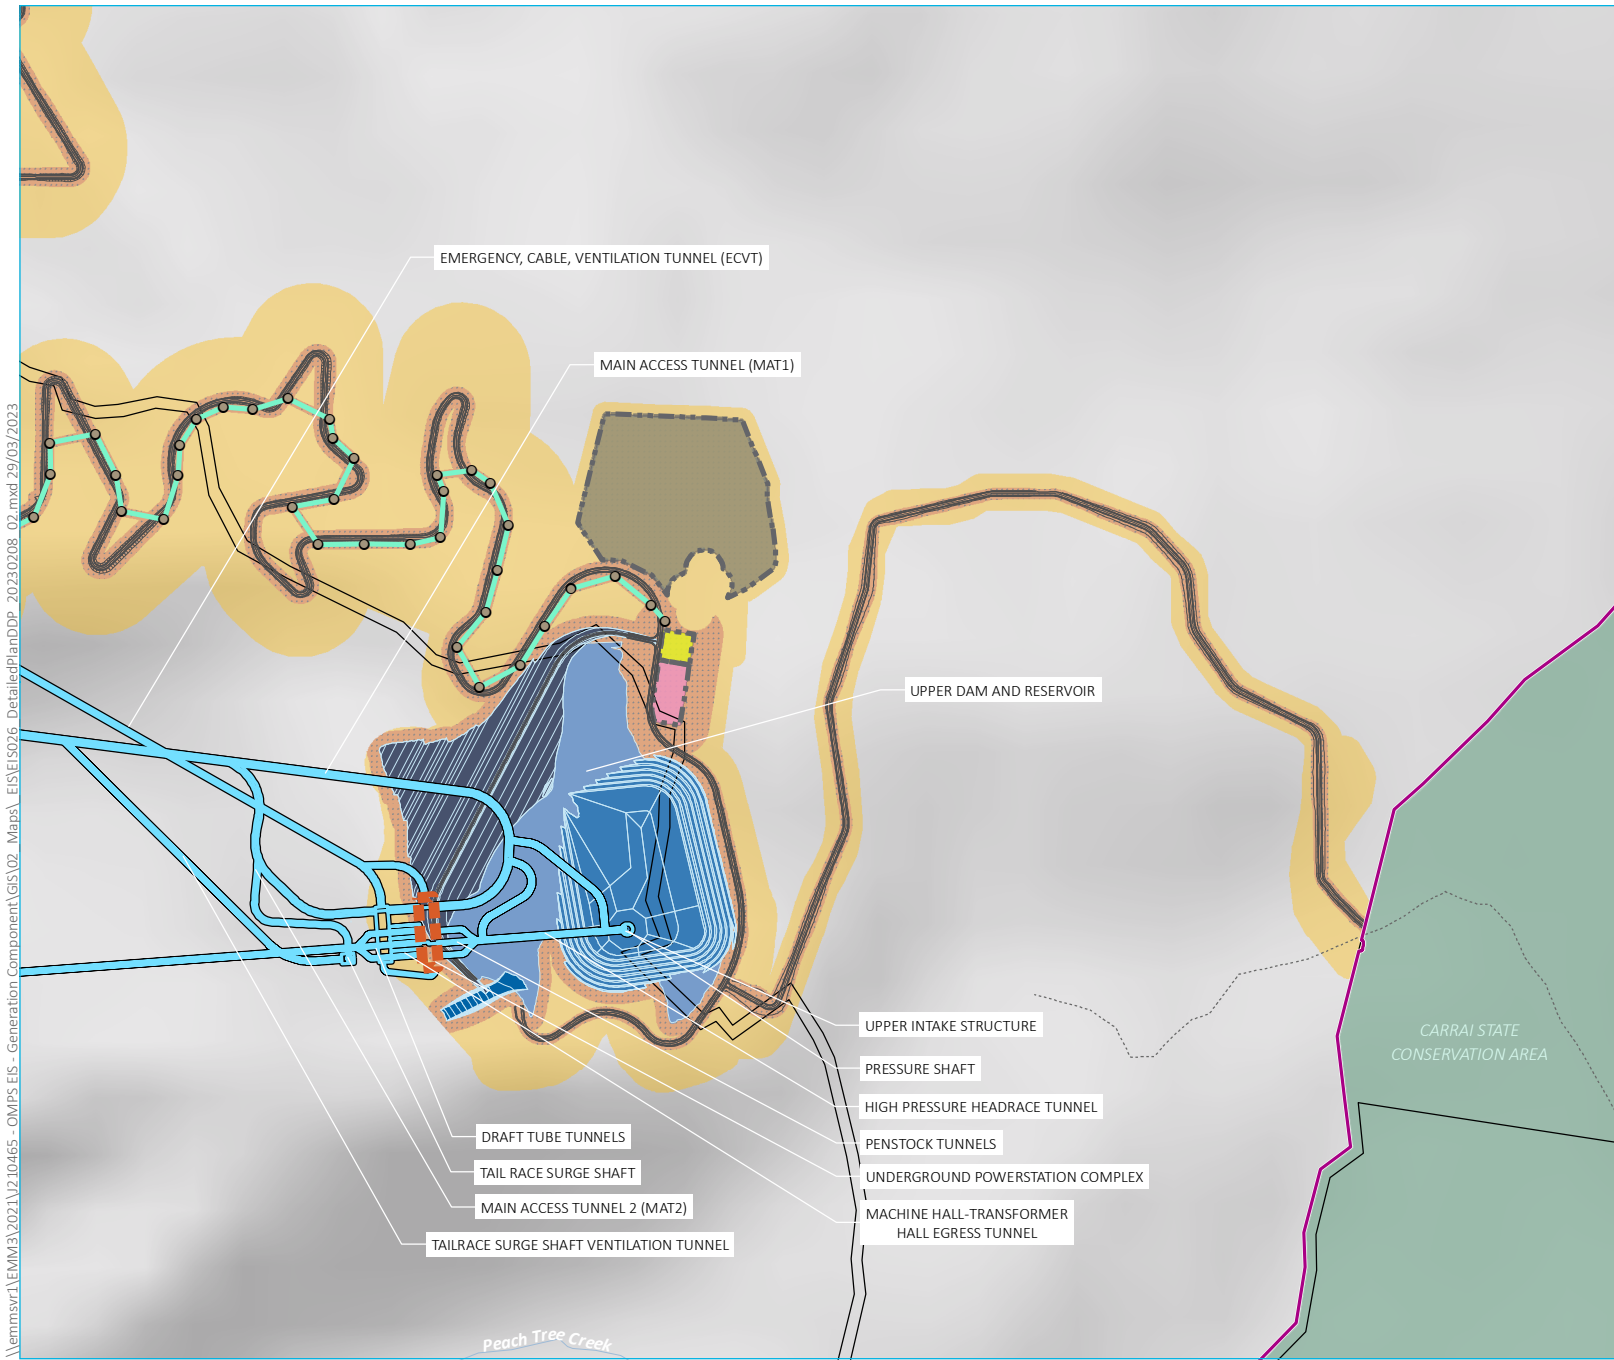 EMERGENCY, CABLE, VENTILATION TUNNEL (ECVT)
MAIN ACCESS TUNNEL (MAT1)
UPPER DAM AND RESERVOIR
UPPER INTAKE STRUCTURE
CARRAI STATE
CONSERVATION AREA
PRESSURE SHAFT
HIGH PRESSURE HEADRACE TUNNEL
DRAFT TUBE TUNNELS
PENSTOCK TUNNELS
TAIL RACE SURGE SHAFT
UNDERGROUND POWERSTATION COMPLEX
MAIN ACCESS TUNNEL 2 (MAT2)
MACHINE HALL-TRANSFORMER
HALL EGRESS TUNNEL
TAILRACE SURGE SHAFT VENTILATION TUNNEL
Peach Tree Creek
\\emmsvr1\EMM3\2021\J210465 - OMPS EIS - Generation Component\GIS\02_Maps\_EIS\EIS026_DetailedPlanDDP_20230208_02.mxd 29/03/2023